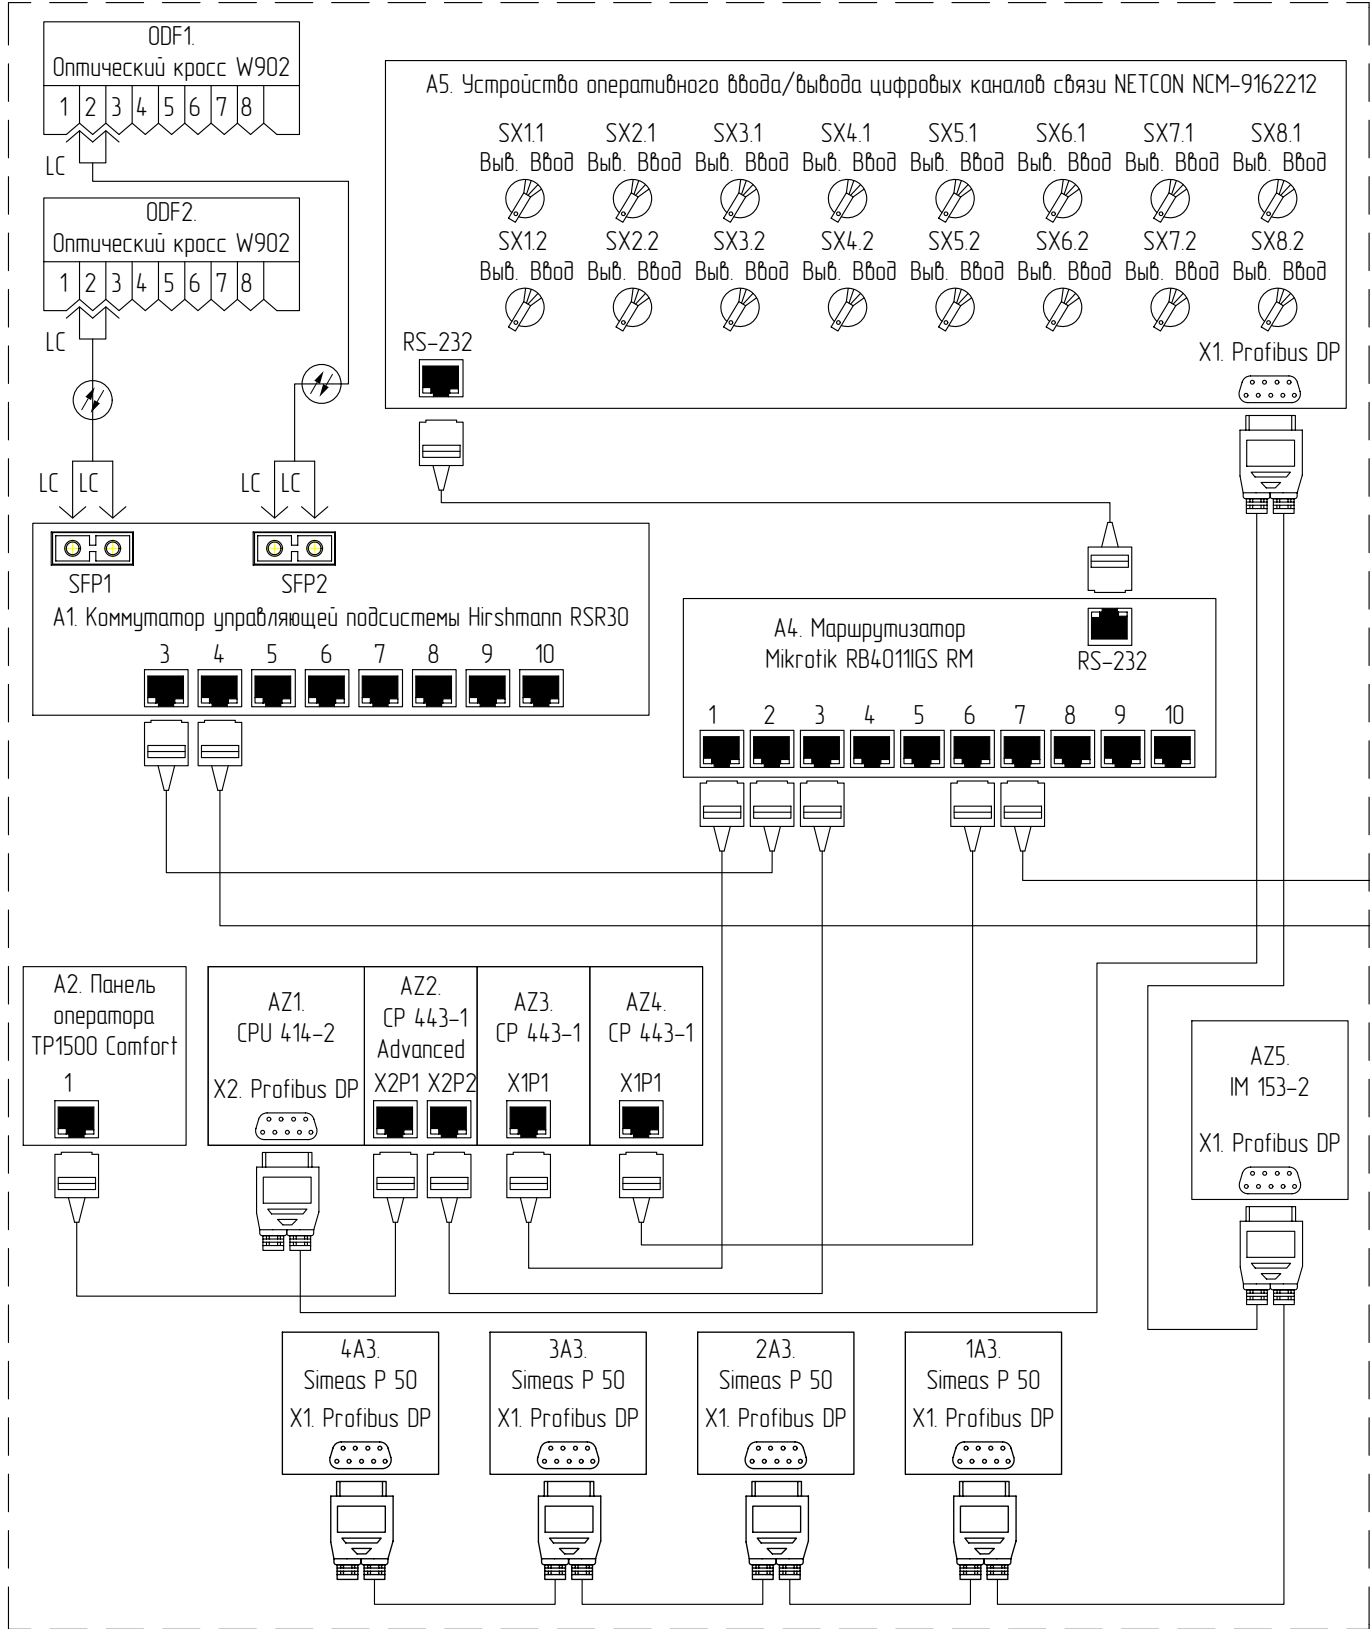 ODF1.
Оптический кросс W902
1 2 3 4 5 6 7 8
LC
ODF2.
Оптический кросс W902
1 2 3 4 5 6 7 8
LC
A5. Устройство оперативного ввода/вывода цифровых каналов связи NETCON NCM-9162212
SX1.1 SX2.1 SX3.1 SX4.1 SX5.1 SX6.1 SX7.1 SX8.1
Выв. Ввод Выв. Ввод Выв. Ввод Выв. Ввод Выв. Ввод Выв. Ввод Выв. Ввод Выв. Ввод
SX1.2 SX2.2 SX3.2 SX4.2 SX5.2 SX6.2 SX7.2 SX8.2
Выв. Ввод Выв. Ввод Выв. Ввод Выв. Ввод Выв. Ввод Выв. Ввод Выв. Ввод Выв. Ввод
RS-232
X1. Profibus DP
LC LC LC LC
SFP1 SFP2
A1. Коммутатор управляющей подсистемы Hirshmann RSR30
3 4 5 6 7 8 9 10
A4. Маршрутизатор
Mikrotik RB4011IGS RM
RS-232
1 2 3 4 5 6 7 8 9 10
A2. Панель
оператора
TP1500 Comfort
1
AZ1.
CPU 414-2
X2. Profibus DP
AZ2.
CP 443-1
Advanced
X2P1 X2P2
AZ3.
CP 443-1
X1P1
AZ4.
CP 443-1
X1P1
AZ5.
IM 153-2
X1. Profibus DP
4A3.
Simeas P 50
X1. Profibus DP
3A3.
Simeas P 50
X1. Profibus DP
2A3.
Simeas P 50
X1. Profibus DP
1A3.
Simeas P 50
X1. Profibus DP